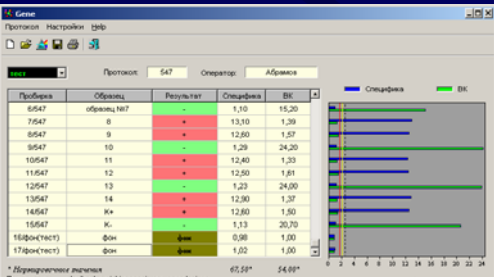 Gene
Протокол Настройки Help
тест Протокол: 547 Оператор: Абрамов
Специфика ВК
Пробирка Образец Результат Специфика ВК
6/547 образец №7 - 1,10 15,20
7/547 8 + 13,10 1,39
8/547 9 + 12,60 1,57
9/547 10 - 1,29 24,20
10/547 11 + 12,40 1,33
11/547 12 + 12,50 1,61
12/547 13 - 1,23 24,00
13/547 14 + 12,90 1,37
14/547 К+ + 12,60 1,50
15/547 К- - 1,13 20,70
16/фон(тест) фон фон 0,98 1,00
17/фон(тест) фон фон 1,02 1,00
0 2 4 6 8 10 12 14 16 18 20 22 24
* Нормировочные значения 67,50* 54,00*